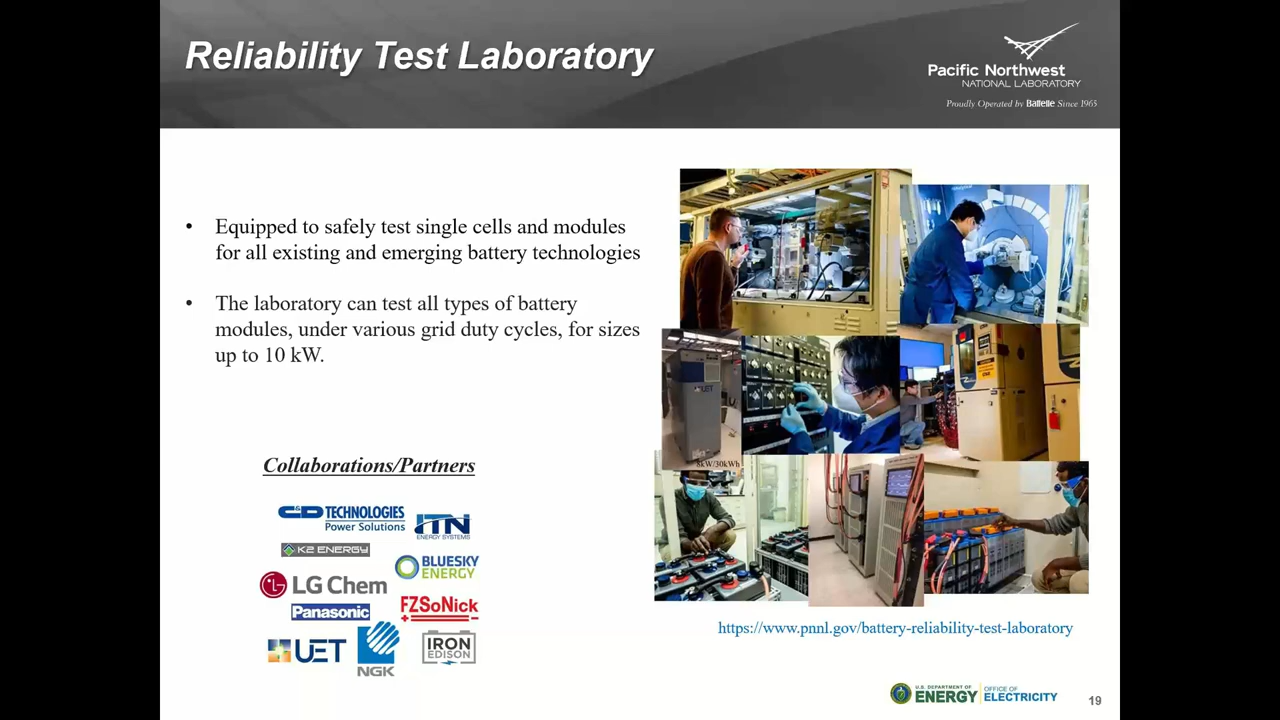 Reliability Test Laboratory
Pacific Northwest
NATIONAL LABORATORY
Proudly Operated by Battelle Since 1965
• Equipped to safely test single cells and modules
for all existing and emerging battery technologies
• The laboratory can test all types of battery
modules, under various grid duty cycles, for sizes
up to 10 kW.
UET
8kW/30kWh
Collaborations/Partners
C&D TECHNOLOGIES
Power Solutions
ITN
ENERGY SYSTEMS
K2 ENERGY
BLUESKY
ENERGY
LG Chem
Panasonic
FZSoNick
UET
NGK
IRON
EDISON
https://www.pnnl.gov/battery-reliability-test-laboratory
U.S. DEPARTMENT OF
ENERGY
OFFICE OF
ELECTRICITY
19